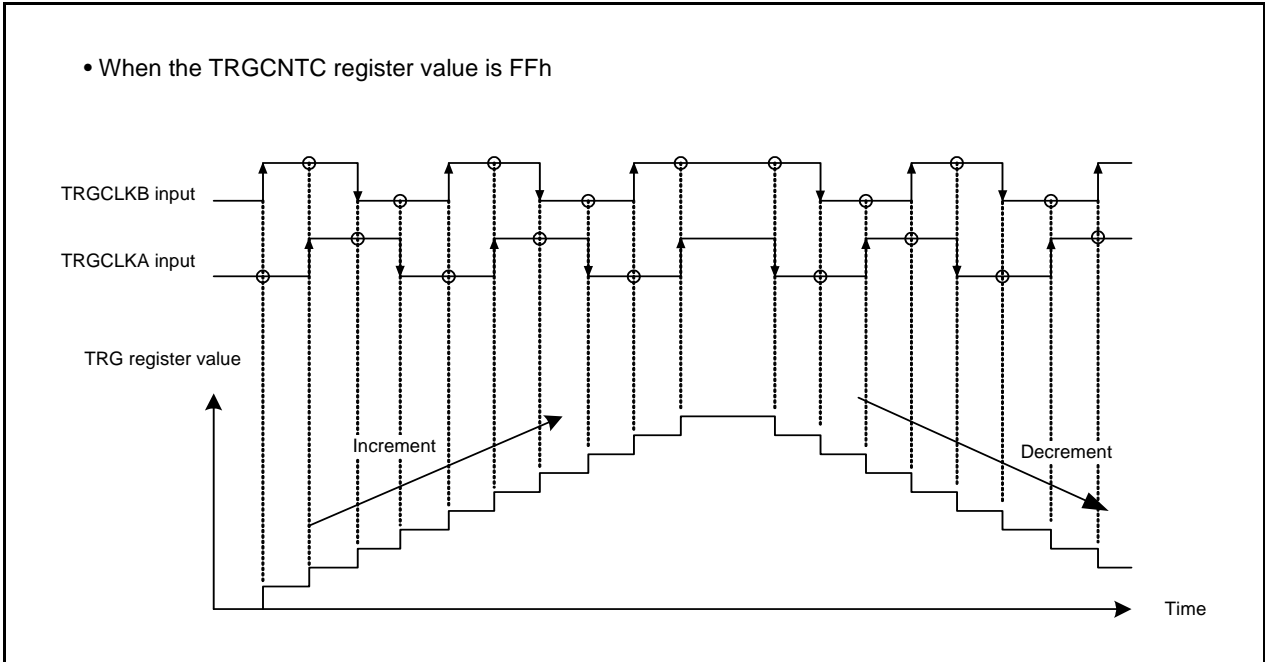 • When the TRGCNTC register value is FFh
TRGCLKB input
TRGCLKA input
TRG register value
Increment
Decrement
Time